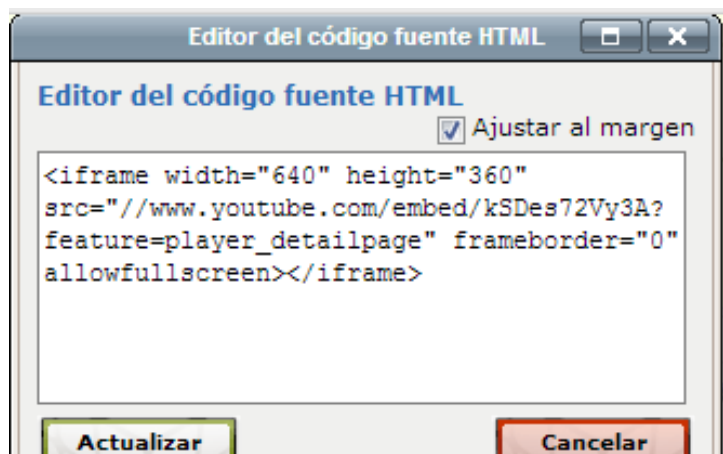 Editor del código fuente HTML
Editor del código fuente HTML
Ajustar al margen
<iframe width="640" height="360"
src="//www.youtube.com/embed/kSDes72Vy3A?
feature=player_detailpage" frameborder="0"
allowfullscreen></iframe>
Actualizar
Cancelar